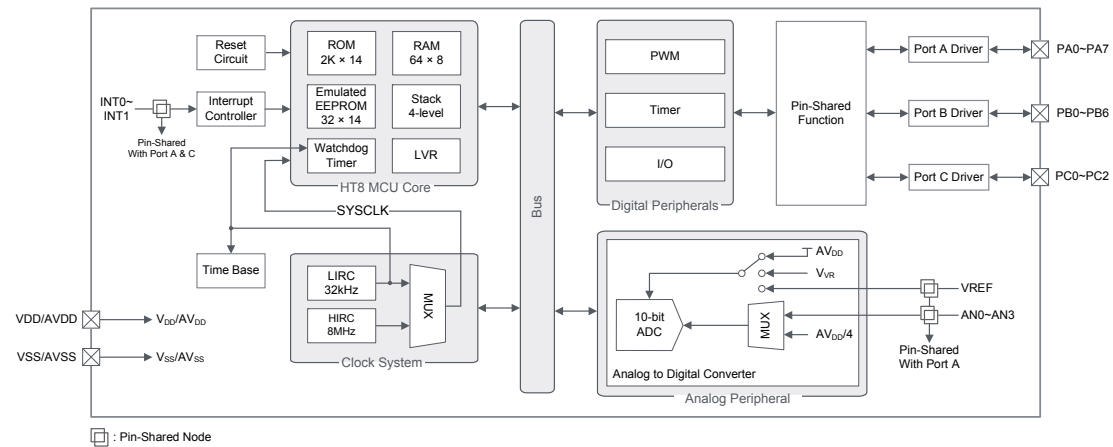 Reset
Circuit
INT0~
INT1
Interrupt
Controller
Pin-Shared
With Port A & C
ROM
2K × 14
RAM
64 × 8
Emulated
EEPROM
32 × 14
Stack
4-level
Watchdog
Timer
LVR
HT8 MCU Core
SYSCLK
Time Base
LIRC
32kHz
HIRC
8MHz
MUX
Clock System
VDD/AVDD
VDD/AVDD
VSS/AVSS
VSS/AVSS
Bus
PWM
Timer
I/O
Digital Peripherals
Pin-Shared
Function
Port A Driver
PA0~PA7
Port B Driver
PB0~PB6
Port C Driver
PC0~PC2
AVDD
VVR
VREF
10-bit
ADC
MUX
AN0~AN3
AVDD/4
Pin-Shared
With Port A
Analog to Digital Converter
Analog Peripheral
: Pin-Shared Node